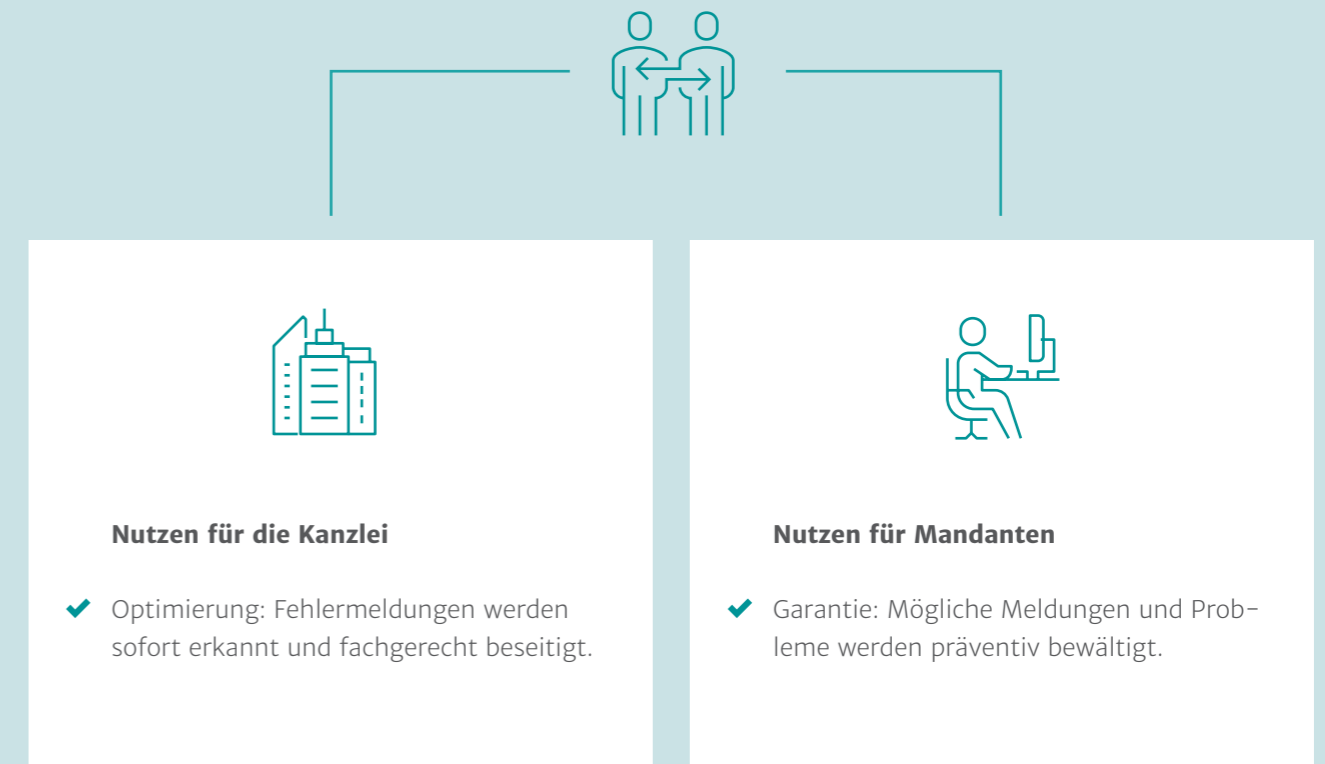 Nutzen für die Kanzlei
Optimierung: Fehlermeldungen werden
sofort erkannt und fachgerecht beseitigt.
Nutzen für Mandanten
Garantie: Mögliche Meldungen und Prob-
leme werden präventiv bewältigt.